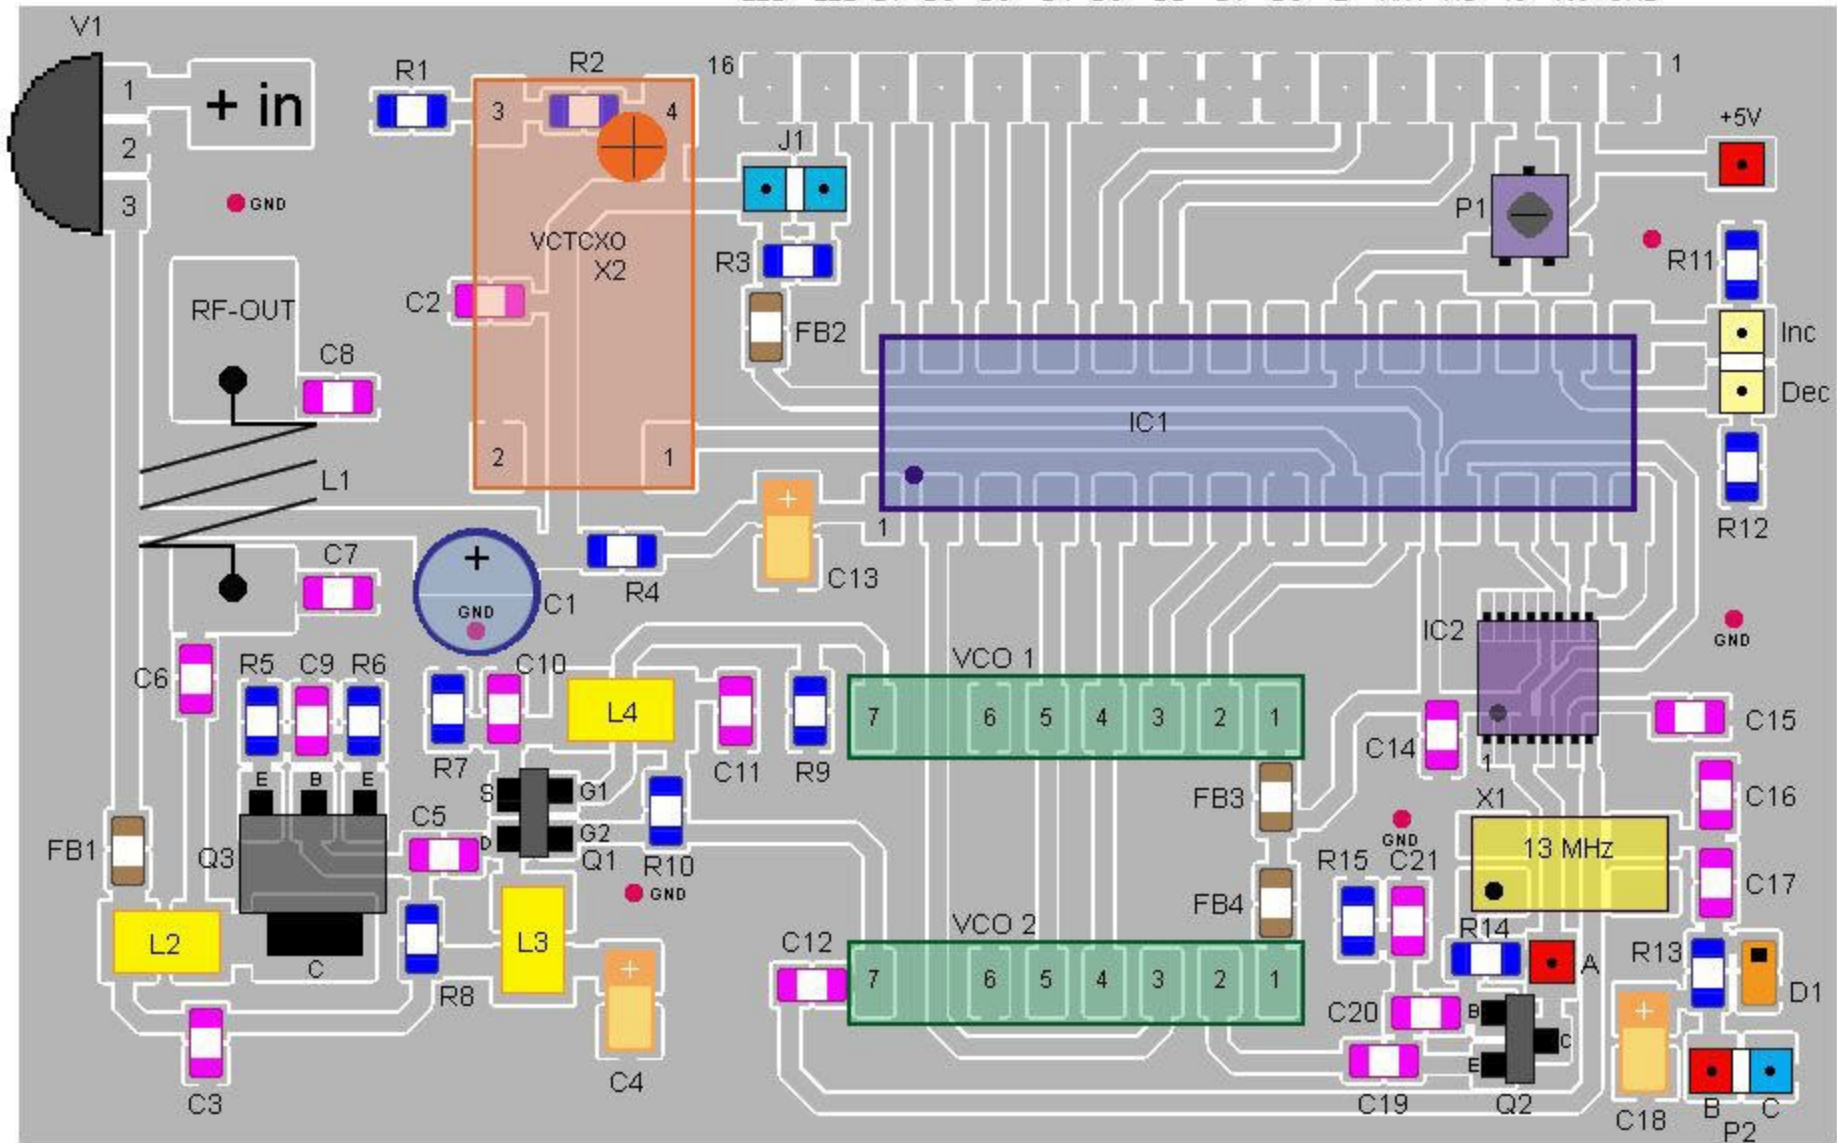 V1
1
+ in
2
3
GND
R1
R2
3
4
VCTCXO
X2
2
1
16
1
J1
R3
FB2
C2
+5V
P1
R11
Inc
Dec
R12
RF-OUT
C8
L1
C7
IC1
1
+
C13
R4
+
GND
C1
C6
R5
C9
R6
R7
C10
L4
C11
R9
VCO 1
7
6
5
4
3
2
1
IC2
GND
C14
1
C15
E
B
E
S
G1
D
G2
Q1
R10
GND
FB1
Q3
C5
FB3
X1
GND
C16
13 MHz
C17
R15
C21
FB4
L2
C
R8
L3
+
C4
C3
C12
VCO 2
7
6
5
4
3
2
1
R14
A
R13
D1
C20
B
C
E
C19
Q2
+
C18
B
C
P2